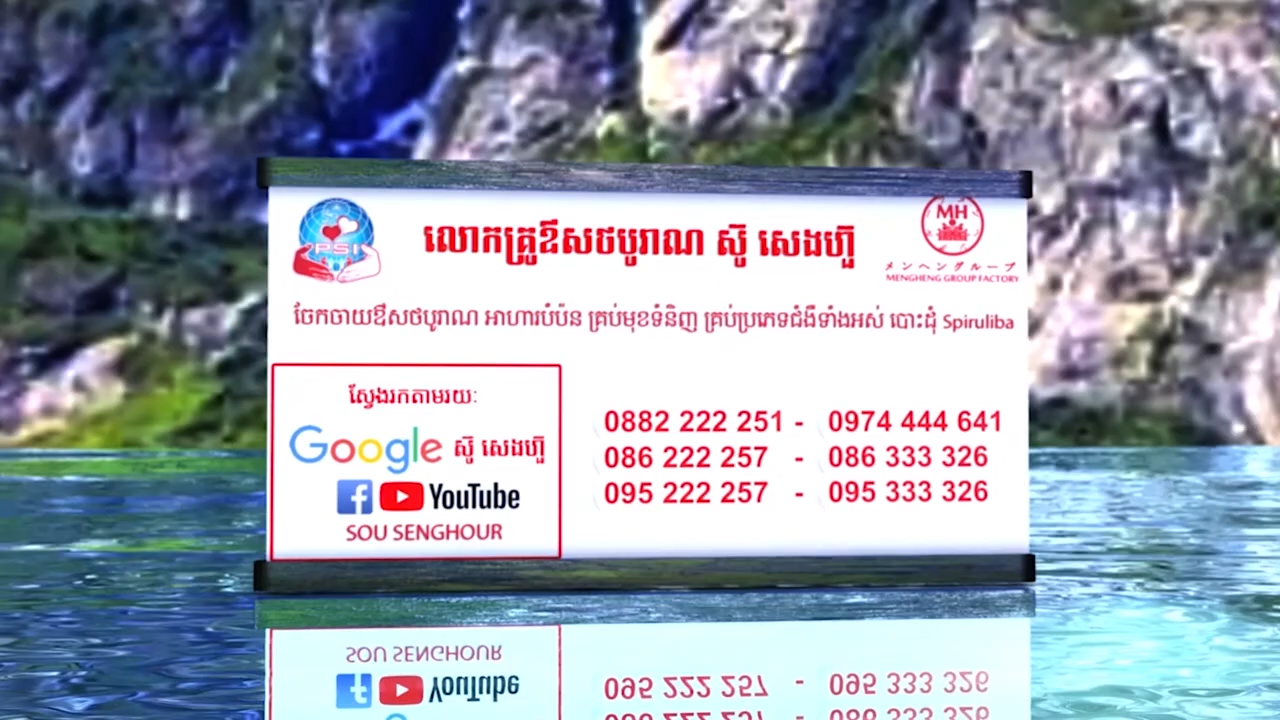 PSI
លោកគ្រូឱសថបូរាណ ស៊ូ សេងហ៊ួ
MH
メンヘングループ
MENGHENG GROUP FACTORY
ចែកចាយឱសថបូរាណ អាហារបំប៉ន គ្រប់មុខទំនិញ គ្រប់ប្រភេទជំងឺទាំងអស់ បោះដុំ Spiruliba
ស្វែងរកតាមរយៈ
Google ស៊ូ សេងហ៊ួ
YouTube
SOU SENGHOUR
0882 222 251 - 0974 444 641
086 222 257 - 086 333 326
095 222 257 - 095 333 326